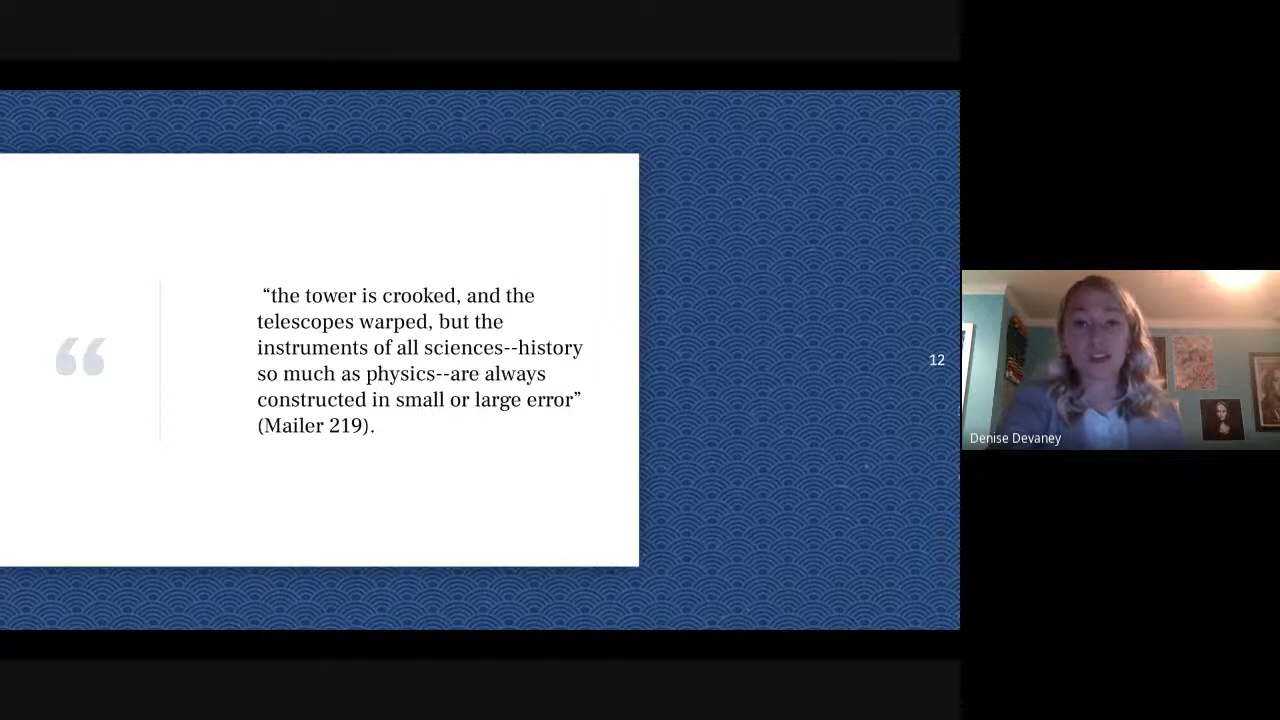 “
“the tower is crooked, and the
telescopes warped, but the
instruments of all sciences--history
so much as physics--are always
constructed in small or large error”
(Mailer 219).
12
Denise Devaney